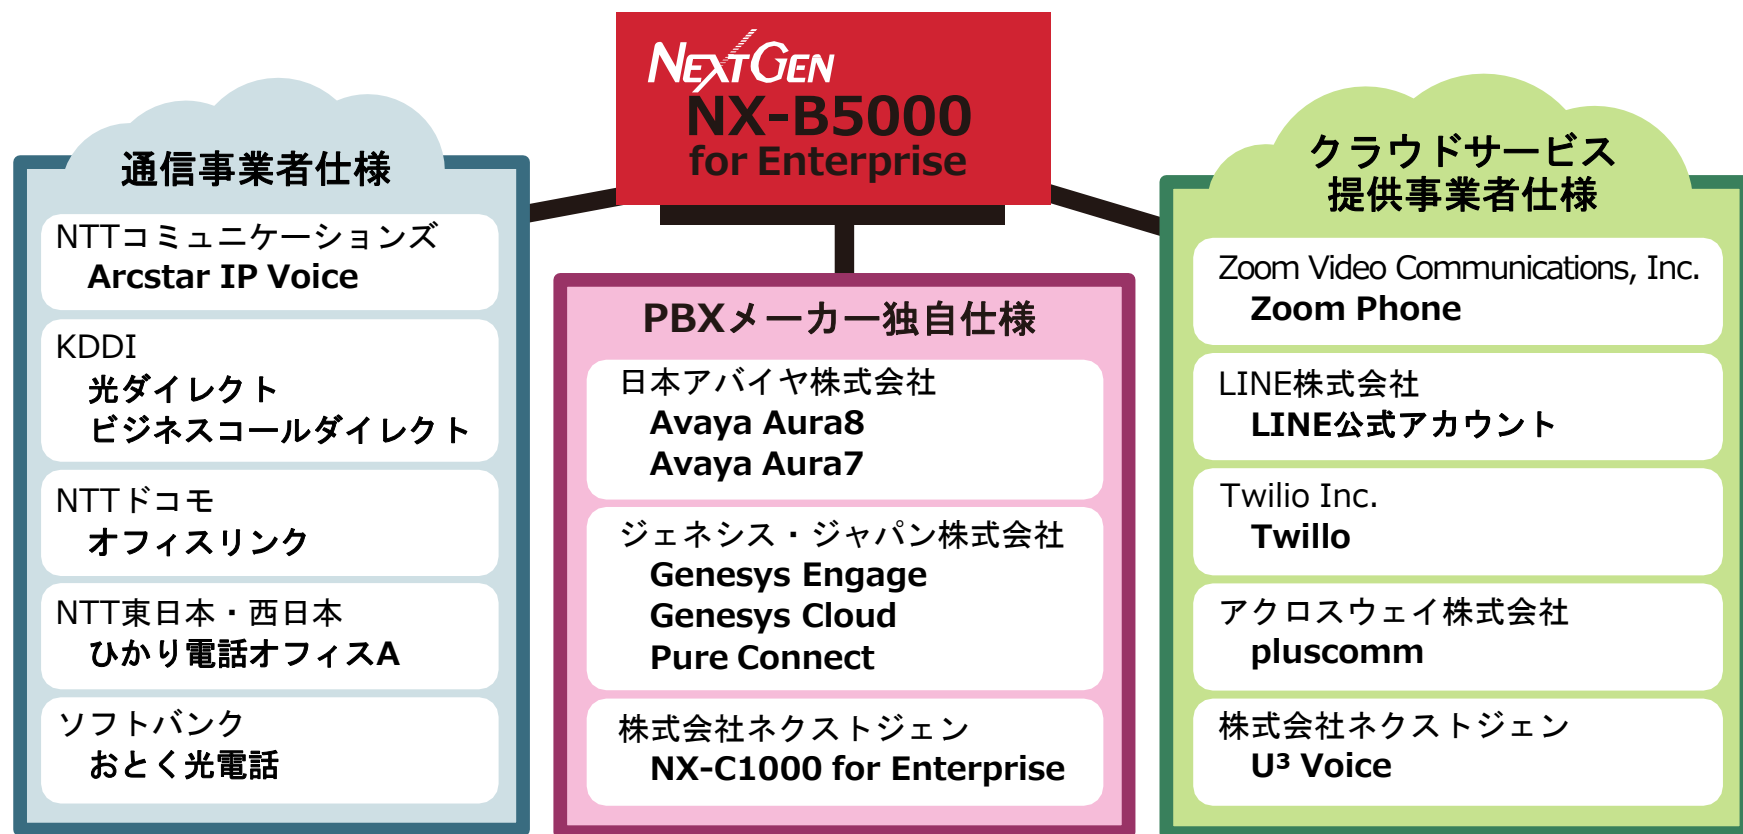 NEXTGEN
NX-B5000
for Enterprise
通信事業者仕様
NTTコミュニケーションズ
Arcstar IP Voice
KDDI
光ダイレクト
ビジネスコールダイレクト
NTTドコモ
オフィスリンク
NTT東日本・西日本
ひかり電話オフィスA
ソフトバンク
おとく光電話
PBXメーカー独自仕様
日本アバイヤ株式会社
Avaya Aura8
Avaya Aura7
ジェネシス・ジャパン株式会社
Genesys Engage
Genesys Cloud
Pure Connect
株式会社ネクストジェン
NX-C1000 for Enterprise
クラウドサービス
提供事業者仕様
Zoom Video Communications, Inc.
Zoom Phone
LINE株式会社
LINE公式アカウント
Twilio Inc.
Twillo
アクロスウェイ株式会社
pluscomm
株式会社ネクストジェン
U³ Voice